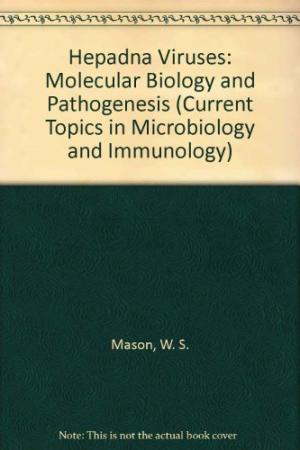 Hepadna Viruses:
Molecular Biology and
Pathogenesis (Current
Topics in Microbiology
and Immunology)
Mason, W. S.
Note: This is not the actual book cover